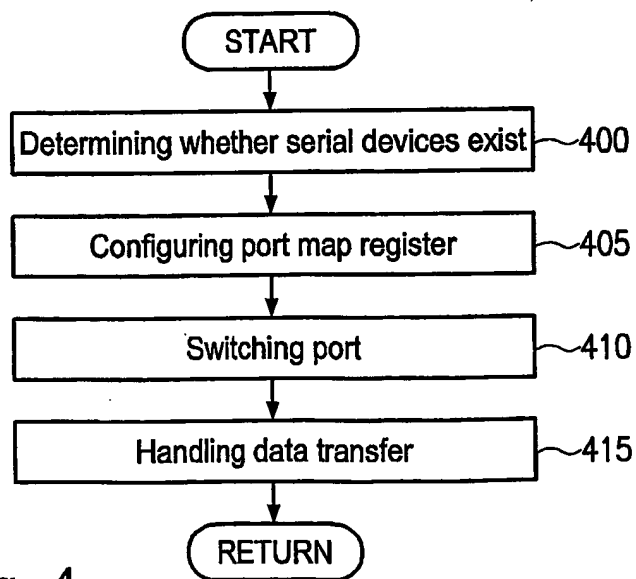 START
Determining whether serial devices exist 400
Configuring port map register 405
Switching port 410
Handling data transfer 415
RETURN
4